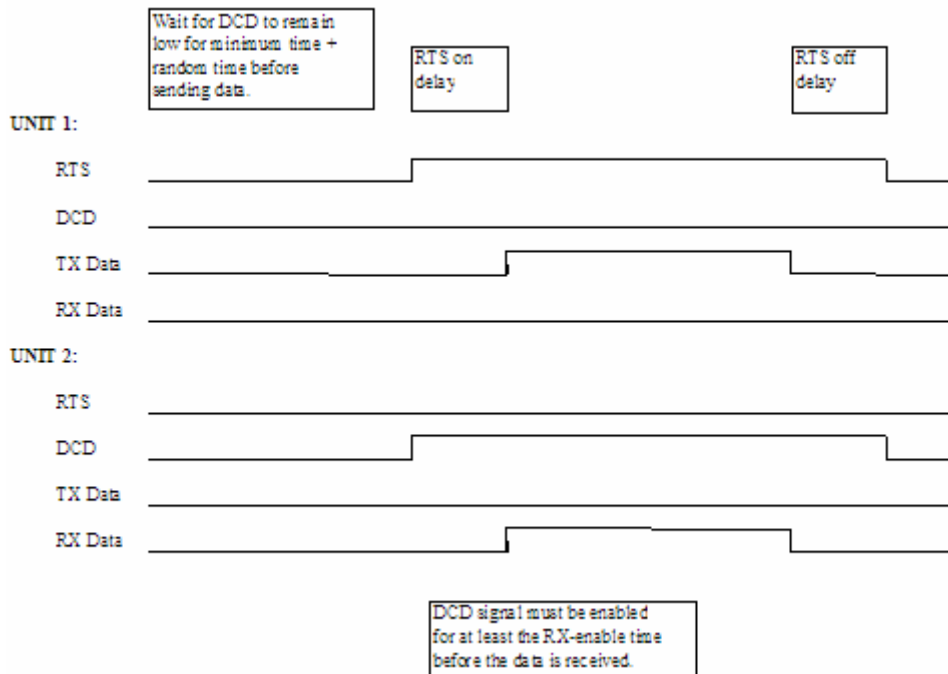 Wait for DCD to remain
low for minimum time +
random time before
sending data.
RTS on
delay
RTS off
delay
UNIT 1:
RTS
DCD
TX Data
RX Data
UNIT 2:
RTS
DCD
TX Data
RX Data
DCD signal must be enabled
for at least the RX-enable time
before the data is received.